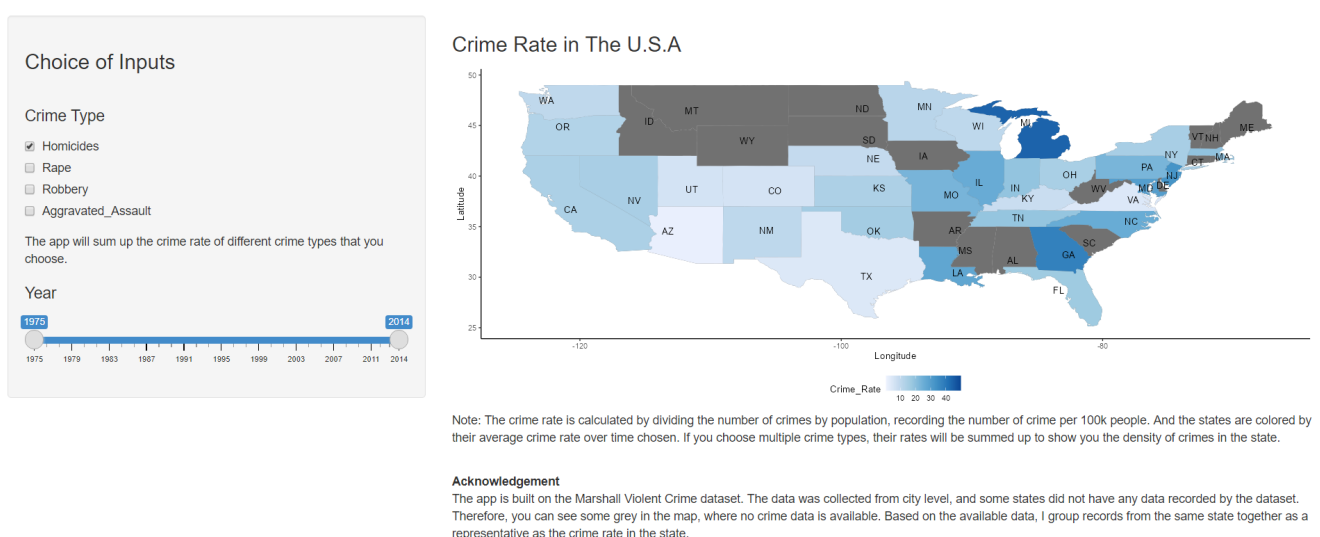 Choice of Inputs
Crime Type
Homicides
Rape
Robbery
Aggravated_Assault
The app will sum up the crime rate of different crime types that you
choose.
Year
1975 2014
1975 1979 1983 1987 1991 1995 1999 2003 2007 2011 2014
Crime Rate in The U.S.A
50
45
40
35
30
25
Latitude
WA MT ND MN ME
OR ID SD WI MI VT NH
WY IA NY CT MA
NE PA NJ
UT CO KS IL IN OH WV MD DE
CA NV MO KY VA
AZ NM OK TN NC
AR SC
MS AL GA
TX LA FL
-120 -100 -80
Longitude
Crime_Rate
10 20 30 40
Note: The crime rate is calculated by dividing the number of crimes by population, recording the number of crime per 100k people. And the states are colored by
their average crime rate over time chosen. If you choose multiple crime types, their rates will be summed up to show you the density of crimes in the state.
Acknowledgement
The app is built on the Marshall Violent Crime dataset. The data was collected from city level, and some states did not have any data recorded by the dataset.
Therefore, you can see some grey in the map, where no crime data is available. Based on the available data, I group records from the same state together as a
representative as the crime rate in the state.